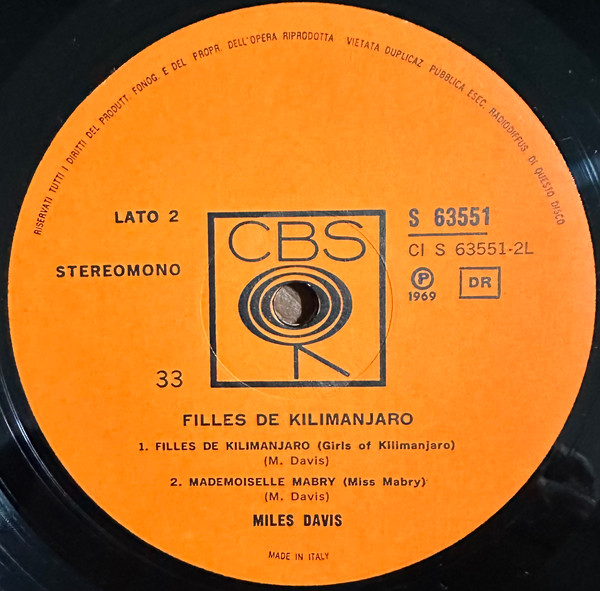 RISERVATI TUTTI I DIRITTI DEL PRODUTT. FONOG. E DEL PROPR. DELL'OPERA RIPRODOTTA VIETATA DUPLICAZ PUBBLICA ESEC. RADIODIFFUS. DI QUESTO DISCO
LATO 2
S 63551
CBS
CI S 63551-2L
STEREOMONO
P
1969
DR
33
FILLES DE KILIMANJARO
1. FILLES DE KILIMANJARO (Girls of Kilimanjaro)
(M. Davis)
2. MADEMOISELLE MABRY (Miss Mabry)
(M. Davis)
MILES DAVIS
MADE IN ITALY